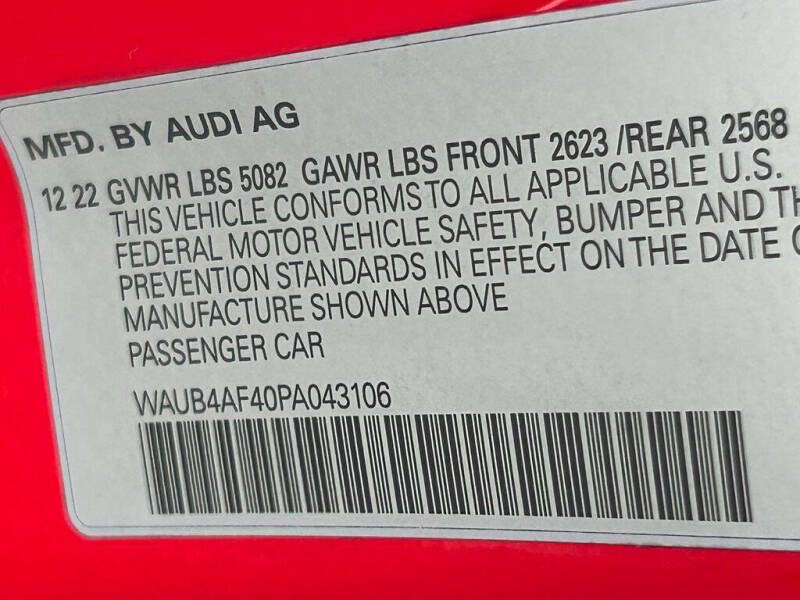 MFD. BY AUDI AG
12 22 GVWR LBS 5082 GAWR LBS FRONT 2623 /REAR 2568
THIS VEHICLE CONFORMS TO ALL APPLICABLE U.S.
FEDERAL MOTOR VEHICLE SAFETY, BUMPER AND TH
PREVENTION STANDARDS IN EFFECT ON THE DATE O
MANUFACTURE SHOWN ABOVE
PASSENGER CAR
WAUB4AF40PA043106